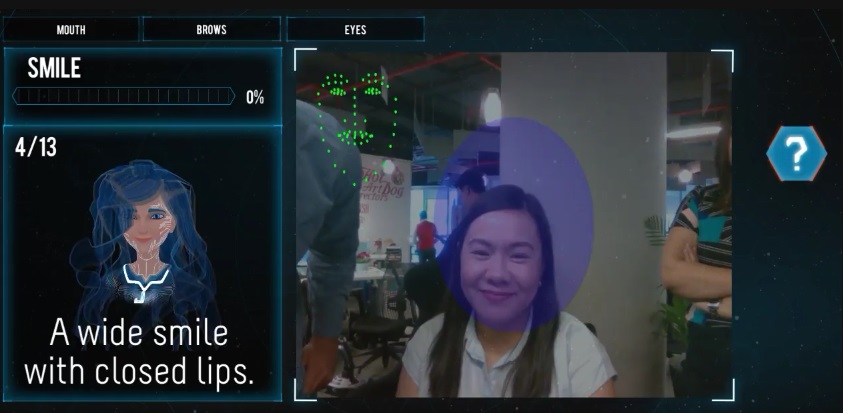 MOUTH
BROWS
EYES
SMILE
0%
4/13
A wide smile
with closed lips.
?